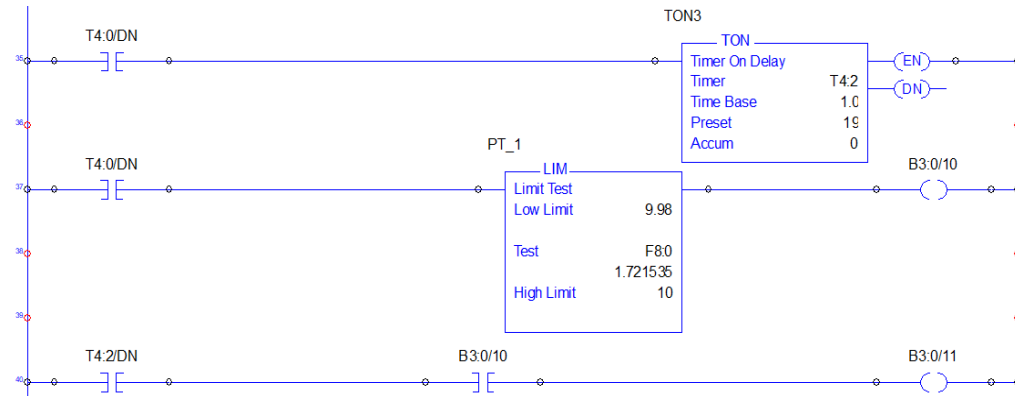 TON3
T4:0/DN
TON
35
Timer On Delay
EN
Timer T4:2
DN
Time Base 1.0
Preset 19
36
Accum 0
PT_1
T4:0/DN
LIM
B3:0/10
37
Limit Test
Low Limit 9.98
Test F8:0
38
1.721535
High Limit 10
39
T4:2/DN B3:0/10 B3:0/11
40